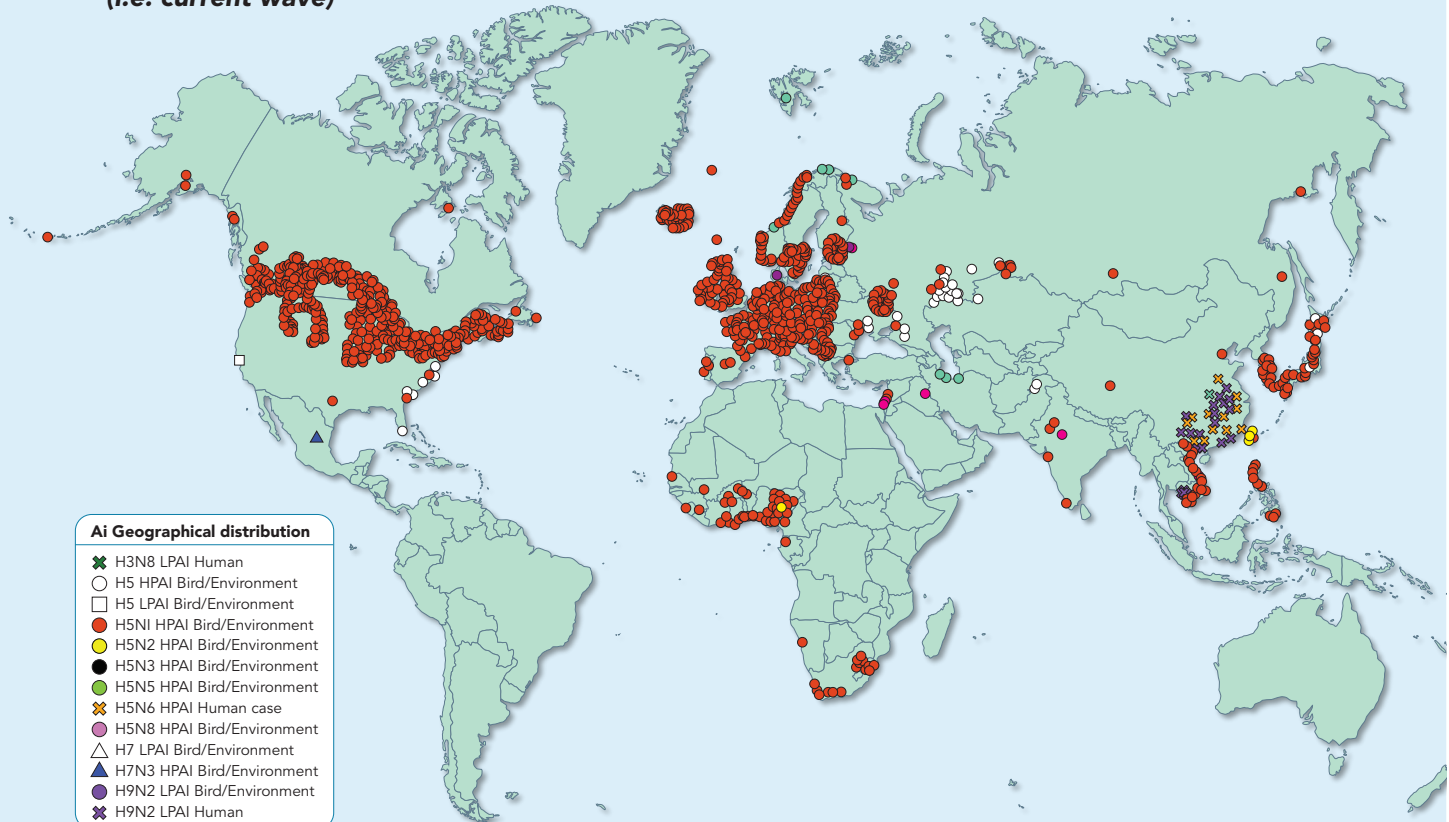 (i.e. current wave)
Ai Geographical distribution
H3N8 LPAI Human
H5 HPAI Bird/Environment
H5 LPAI Bird/Environment
H5NI HPAI Bird/Environment
H5N2 HPAI Bird/Environment
H5N3 HPAI Bird/Environment
H5N5 HPAI Bird/Environment
H5N6 HPAI Human case
H5N8 HPAI Bird/Environment
H7 LPAI Bird/Environment
H7N3 HPAI Bird/Environment
H9N2 LPAI Bird/Environment
H9N2 LPAI Human